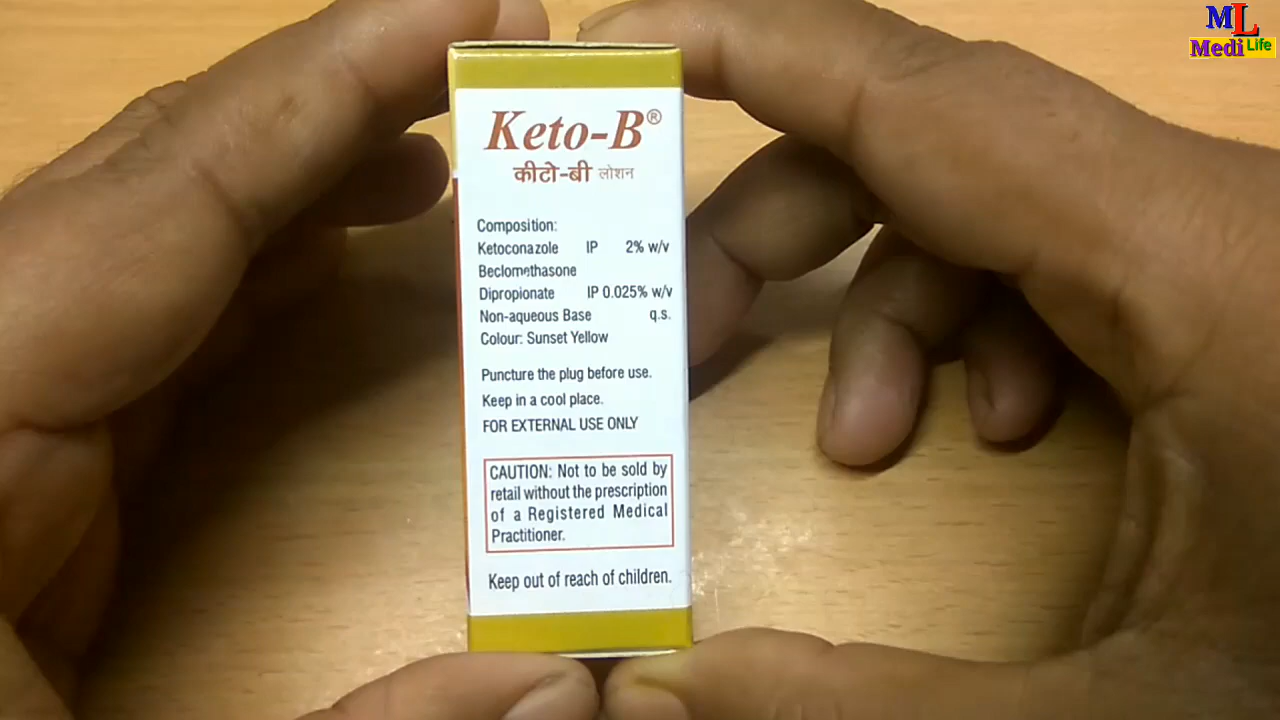 ML
Medi Life
Keto-B®
कीटो-बी लोशन
Composition:
Ketoconazole IP 2% w/v
Beclomethasone
Dipropionate IP 0.025% w/v
Non-aqueous Base q.s.
Colour: Sunset Yellow
Puncture the plug before use.
Keep in a cool place.
FOR EXTERNAL USE ONLY
CAUTION: Not to be sold by
retail without the prescription
of a Registered Medical
Practitioner.
Keep out of reach of children.